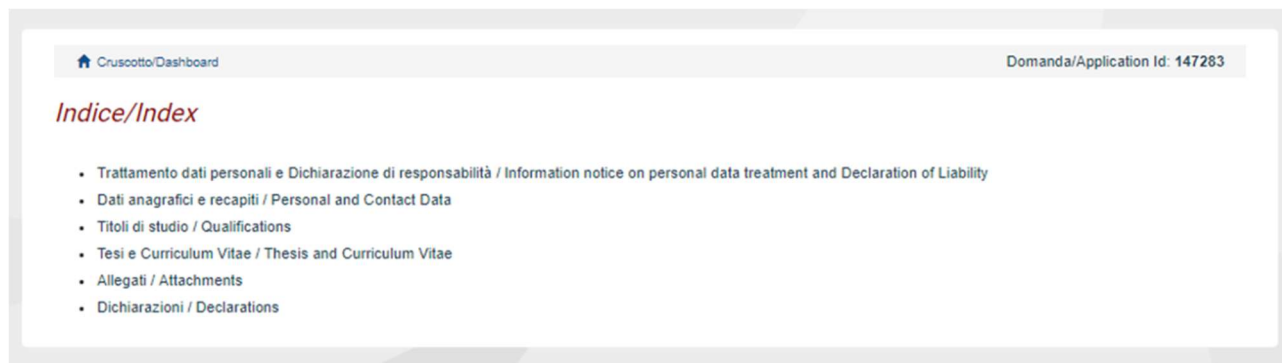 Cruscotto/Dashboard Domanda/Application Id: 147283
Indice/Index
• Trattamento dati personali e Dichiarazione di responsabilità / Information notice on personal data treatment and Declaration of Liability
• Dati anagrafici e recapiti / Personal and Contact Data
• Titoli di studio / Qualifications
• Tesi e Curriculum Vitae / Thesis and Curriculum Vitae
• Allegati / Attachments
• Dichiarazioni / Declarations